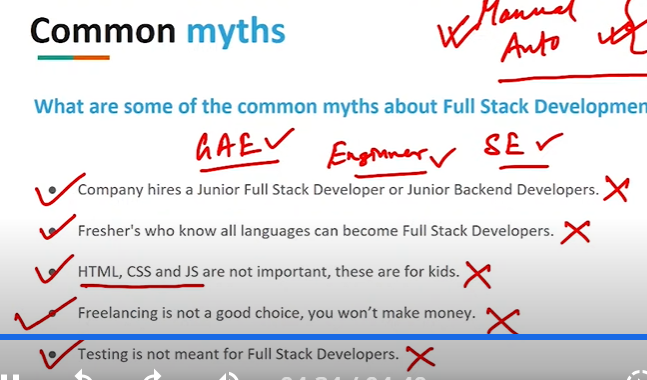 Common myths
Manual
Auto
What are some of the common myths about Full Stack Developmen
GAE
Engineer
SE
Company hires a Junior Full Stack Developer or Junior Backend Developers.
Fresher's who know all languages can become Full Stack Developers.
HTML, CSS and JS are not important, these are for kids.
Freelancing is not a good choice, you won't make money.
Testing is not meant for Full Stack Developers.